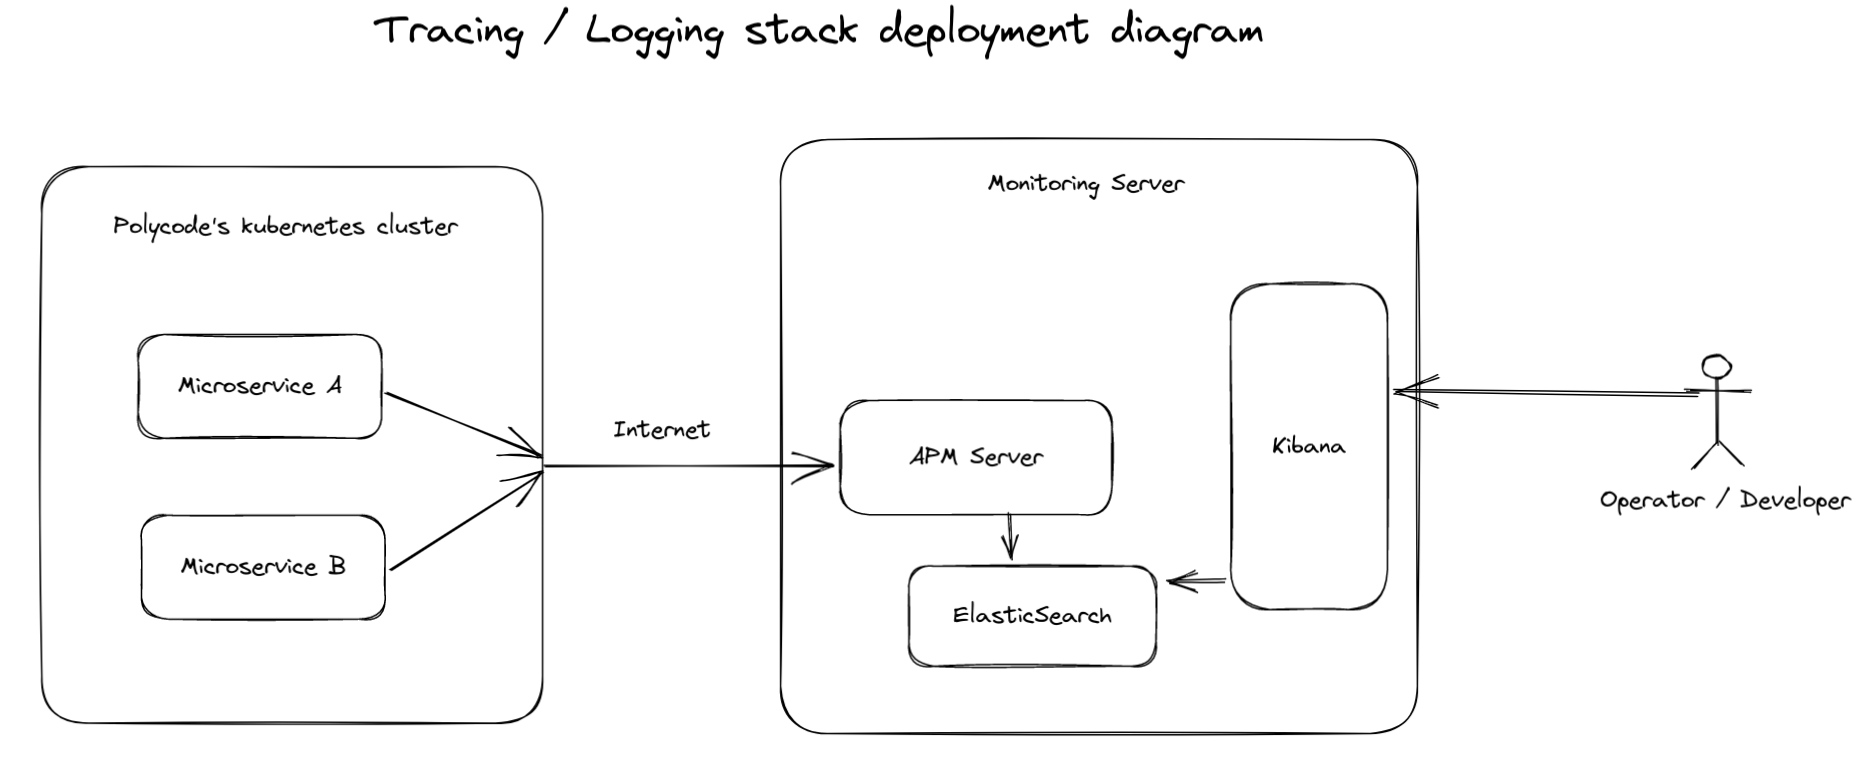 Tracing / Logging stack deployment diagram
Polycode's kubernetes cluster
Microservice A
Microservice B
Internet
Monitoring Server
APM Server
ElasticSearch
Kibana
Operator / Developer